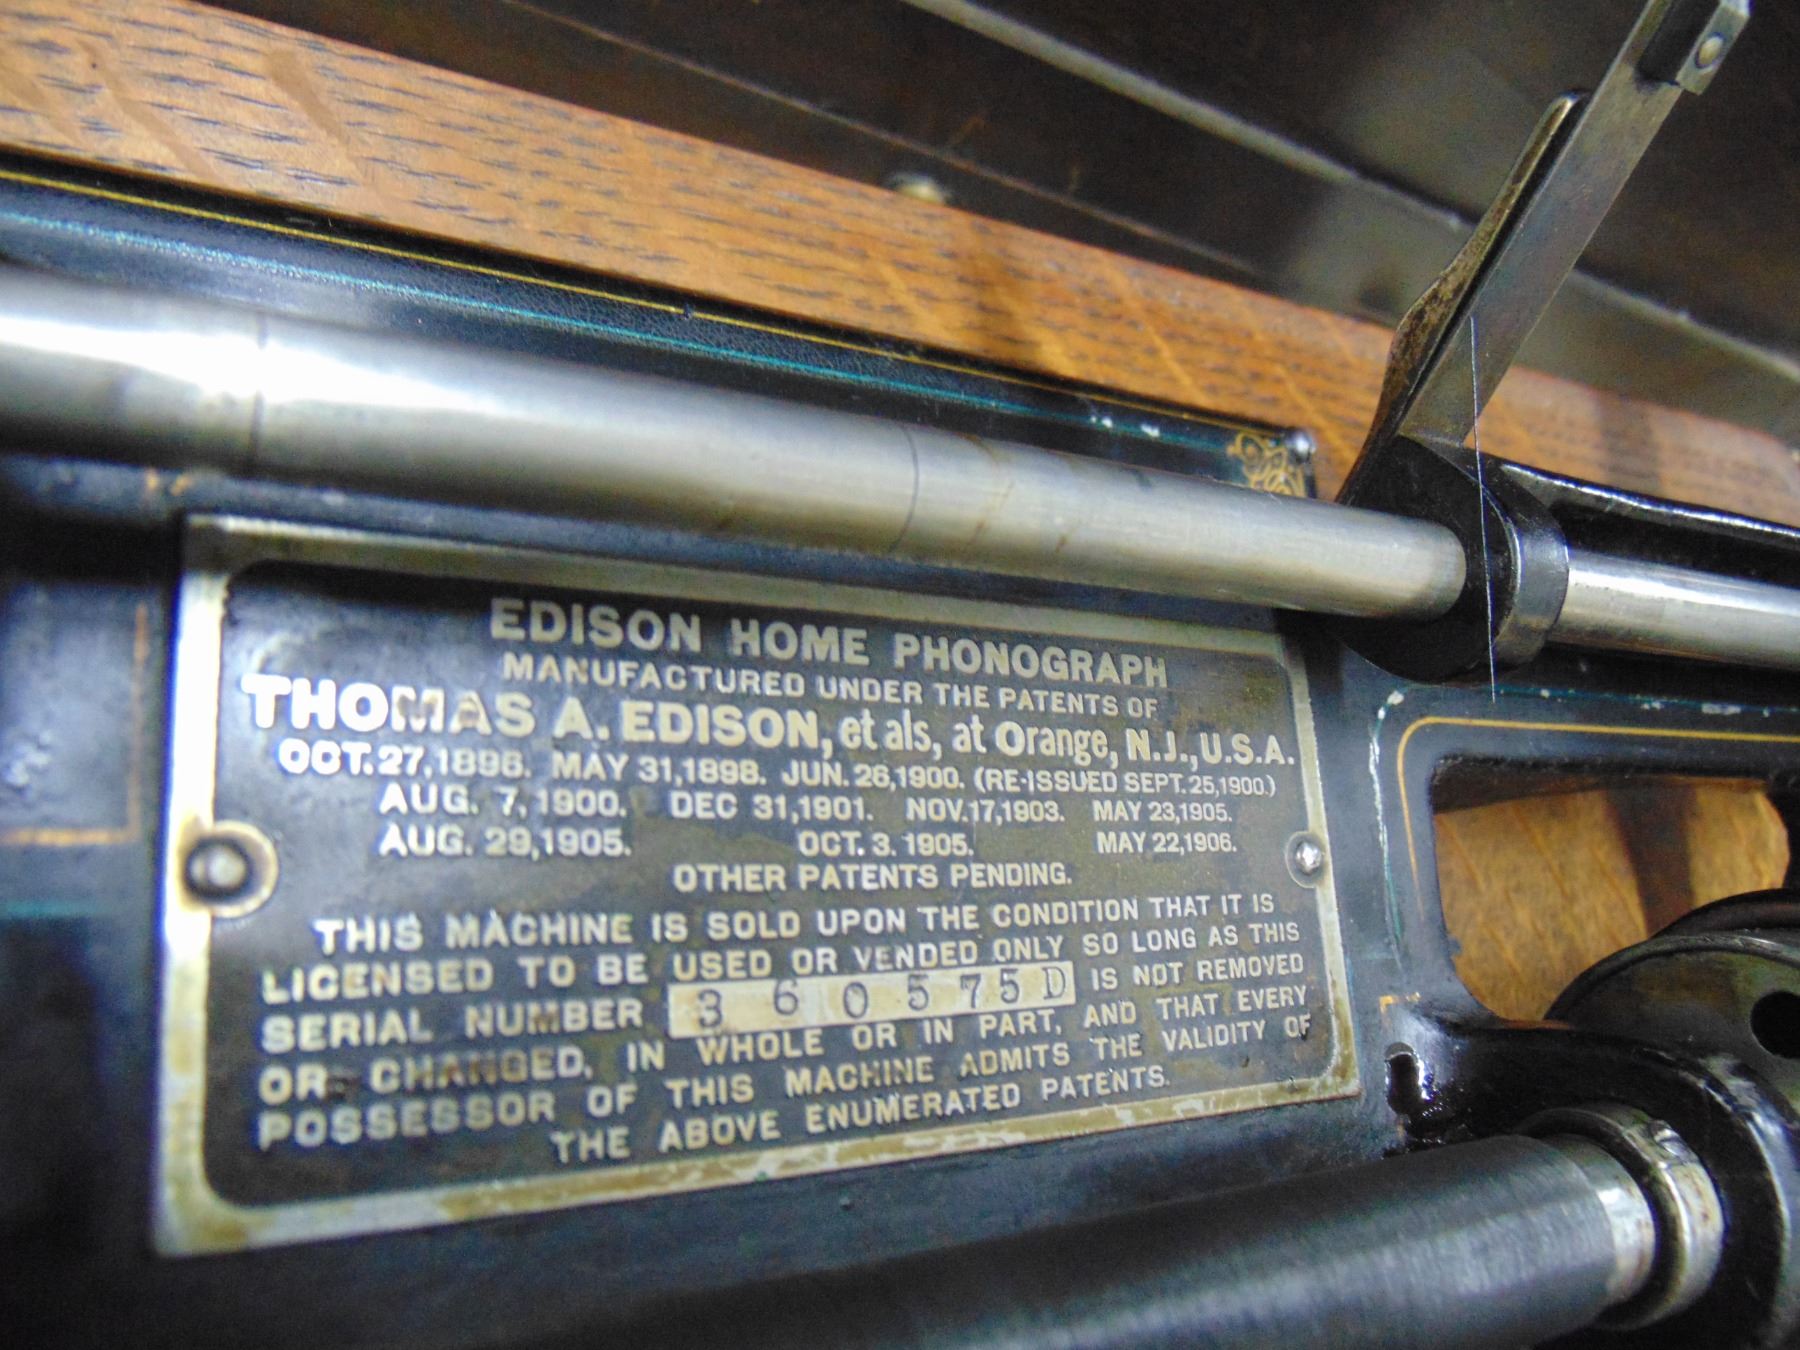 EDISON HOME PHONOGRAPH
MANUFACTURED UNDER THE PATENTS OF
THOMAS A. EDISON, et als, at Orange, N.J., U.S.A.
OCT. 27, 1896. MAY 31, 1898. JUN. 26, 1900. (RE-ISSUED SEPT. 25, 1900.)
AUG. 7, 1900. DEC 31, 1901. NOV. 17, 1903. MAY 23, 1905.
AUG. 29, 1905. OCT. 3. 1905. MAY 22, 1906.
OTHER PATENTS PENDING.
THIS MACHINE IS SOLD UPON THE CONDITION THAT IT IS
LICENSED TO BE USED OR VENDED ONLY SO LONG AS THIS
SERIAL NUMBER 360575D IS NOT REMOVED
OR CHANGED, IN WHOLE OR IN PART, AND THAT EVERY
POSSESSOR OF THIS MACHINE ADMITS THE VALIDITY OF
THE ABOVE ENUMERATED PATENTS.